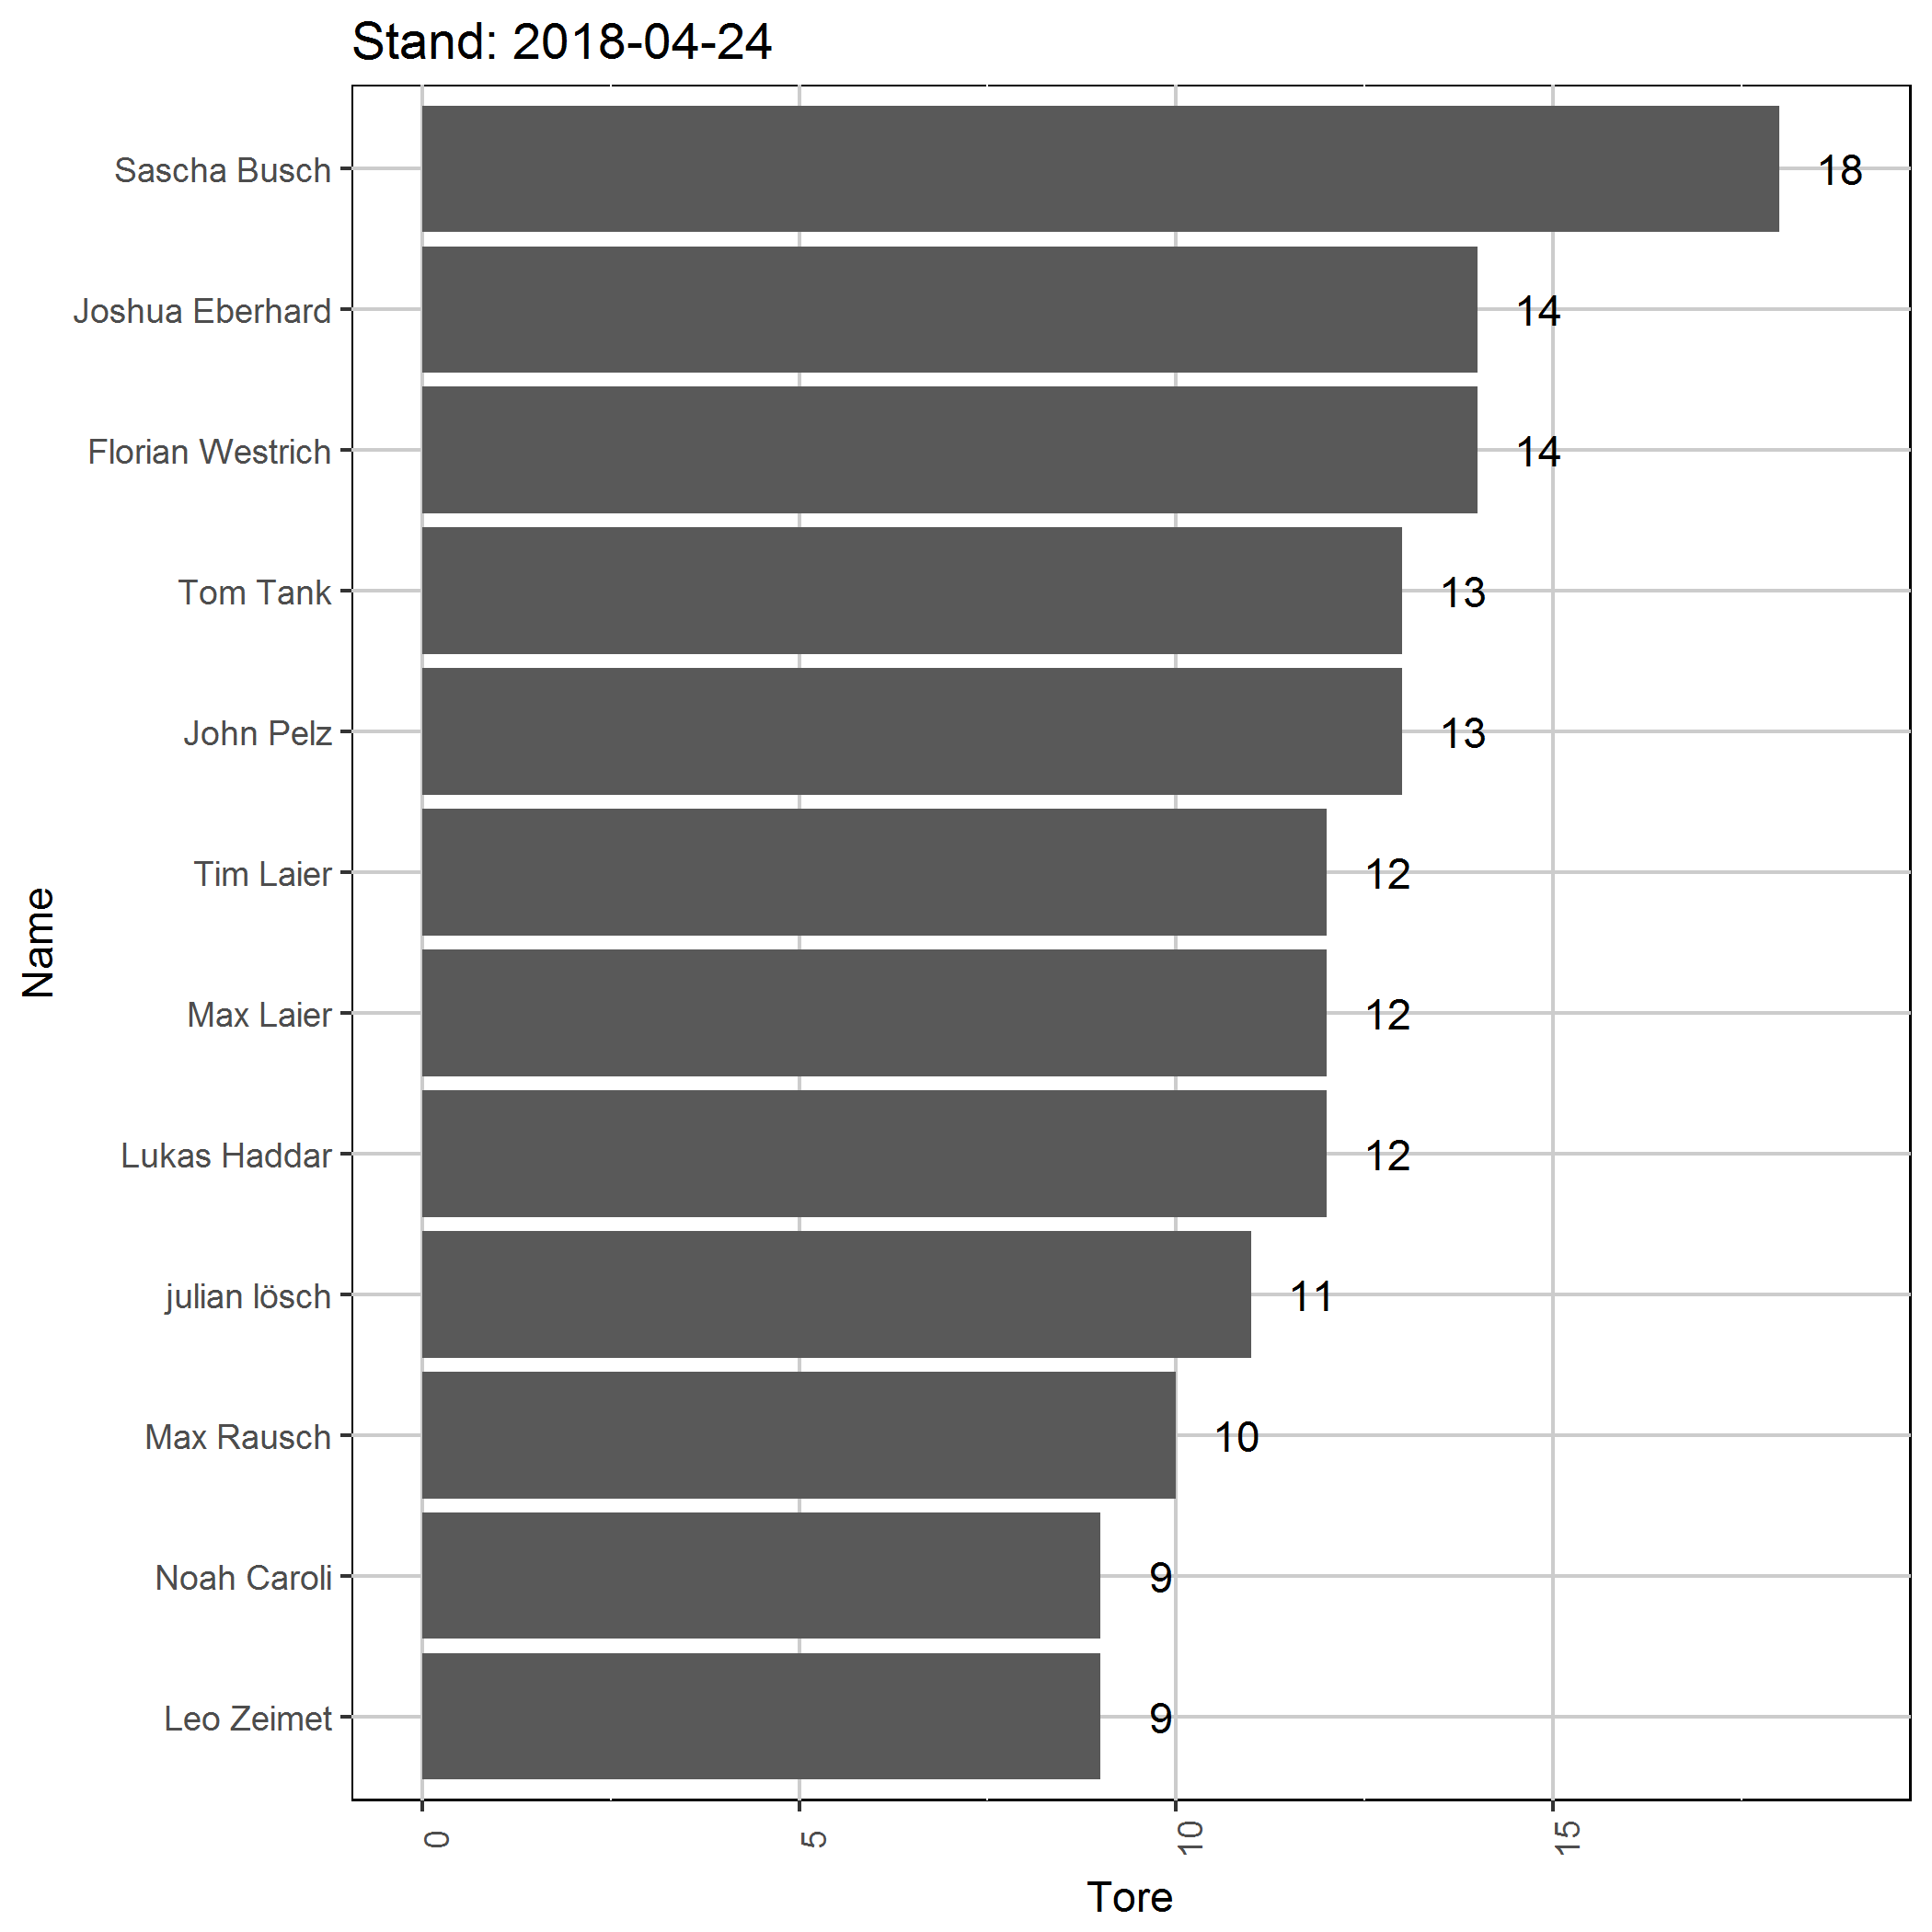 Stand: 2018-04-24
Sascha Busch 18
Joshua Eberhard 14
Florian Westrich 14
Tom Tank 13
John Pelz 13
Tim Laier 12
Max Laier 12
Lukas Haddar 12
julian lösch 11
Max Rausch 10
Noah Caroli 9
Leo Zeimet 9
Name
0 5 10 15
Tore